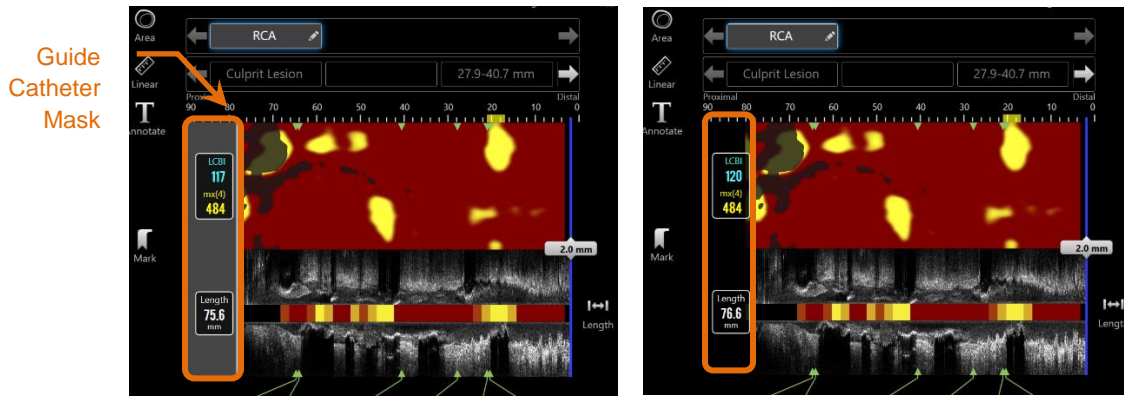 Guide
Catheter
Mask
Area
RCA
Linear
Culprit Lesion
27.9-40.7 mm
Distal
90 80 70 60 50 40 30 20 10 0
T
nnotate
LCBI
117
mx(4)
484
Mark
2.0 mm
Length
75.6
mm
Length
Area
RCA
Linear
Culprit Lesion
27.9-40.7 mm
Proximal
Distal
90 80 70 60 50 40 30 20 10 0
T
Annotate
LCBI
120
mx(4)
484
Mark
2.0 mm
Length
76.6
mm
Lengt